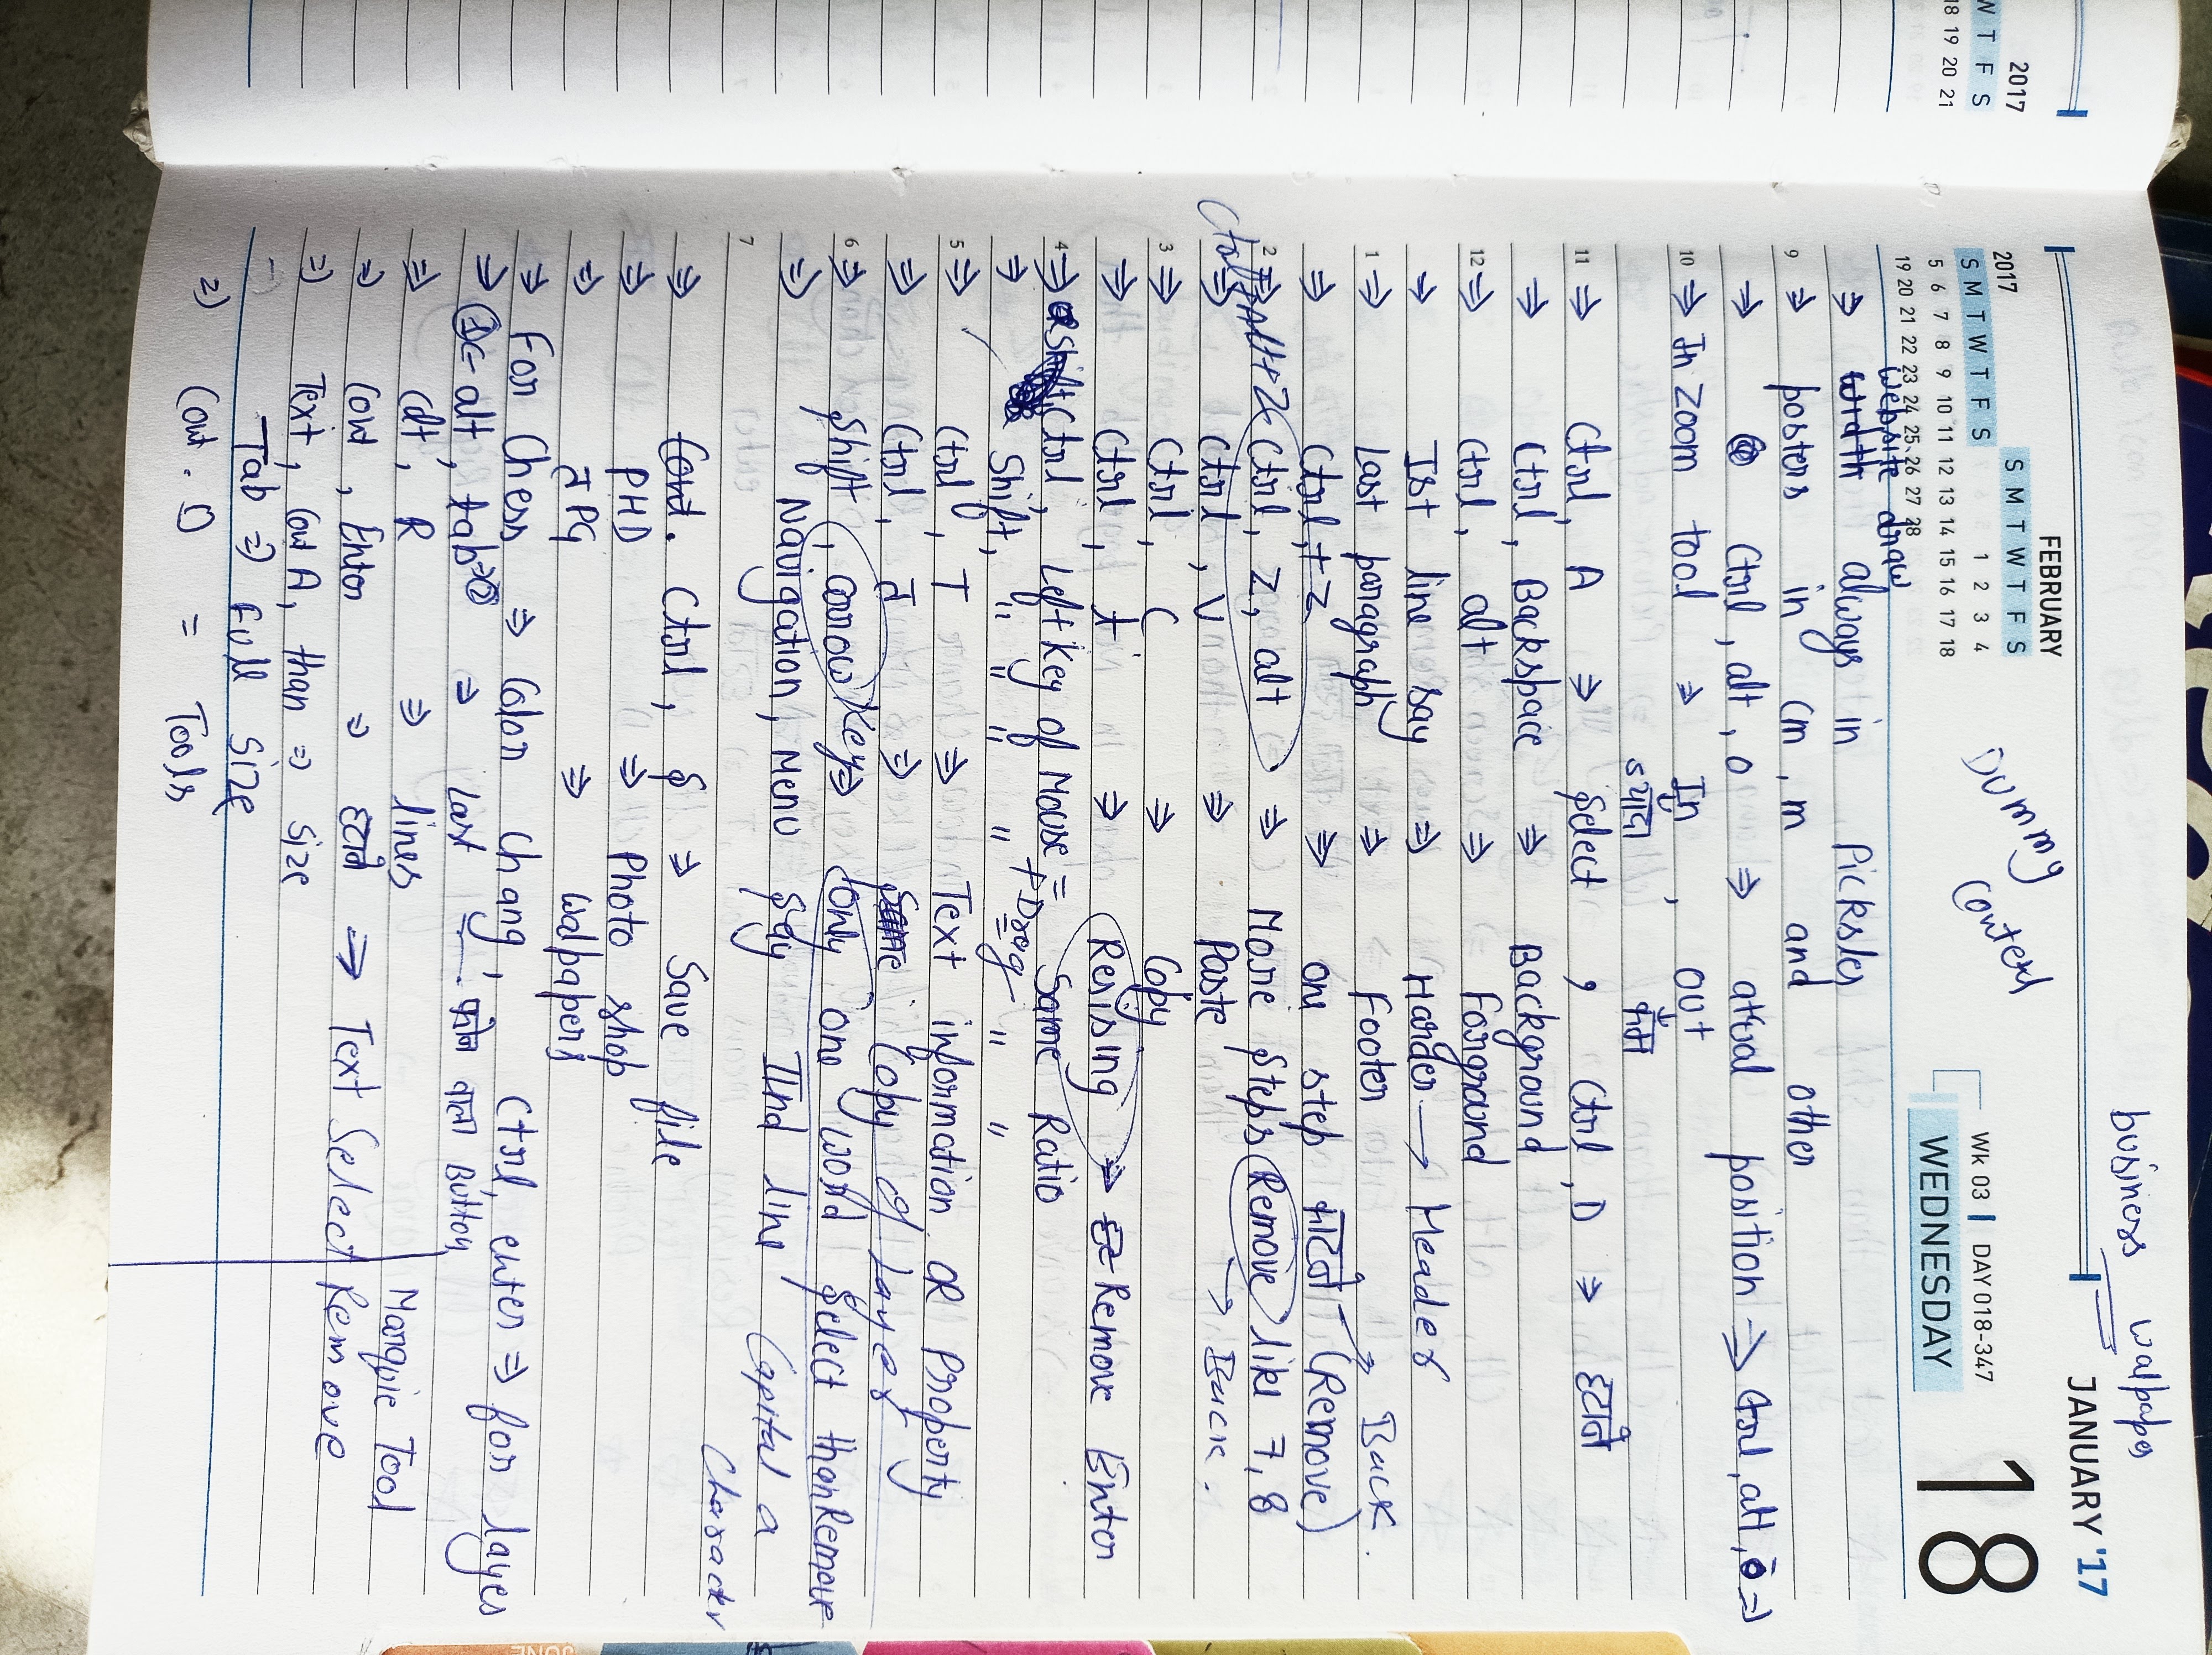 business walpaper
JANUARY '17
FEBRUARY
2017
S M T W T F S
S M T W T F S
1 2 3 4
5 6 7 8 9 10 11 12 13 14 15 16 17 18
19 20 21 22 23 24 25 26 27 28
Dummy
Contest
Wk 03 | DAY 018-347
WEDNESDAY
18
2017
W T F S
18 19 20 21
website draw
⇒ width always in Picksler
9 ⇒ posters in cm, m and other
⇒ Ctrl, alt, 0 ⇒ atual position ⇒ Ctrl, alt, 0 ⇒
10 ⇒ In Zoom tool ⇒ In , OUT
ज्यादा कम
11 ⇒ Ctrl, A ⇒ Select , Ctrl, D ⇒ हटाने
⇒ Ctrl, Backspace ⇒ Background
12 ⇒ Ctrl, alt ⇒ Forground
⇒ Ist line say ⇒ Harder → Header
1 ⇒ Last paragraph ⇒ Footer
Back.
⇒ Ctrl,+Z ⇒ one step काटने (Remove)
2 ⇒ Ctrl, Z, alt ⇒ More Steps Remove like 7, 8
Ctrl+Alt+Z
⇒ Ctrl, V ⇒ Paste → Back.
3 ⇒ Ctrl, C ⇒ Copy
⇒ Ctrl, t ⇒ Resising ⇒ Remove Enter
4 ⇒ Shift, Ctrl, Left Key of Mouse = Same Ratio
+ Drag
⇒ Shift, " " " " " "
5 ⇒ Ctrl, T ⇒ Text information OR Property
⇒ Ctrl, J ⇒ Same Copy of Layer
6 ⇒ Shift, arrow Key ⇒ Only one word Select than Remove
⇒ Navigation, Menu Say IInd line Capital a
7
Character
⇒ Cont. Ctrl, S ⇒ Save file
⇒ PHD ⇒ Photo shop
⇒ JPG ⇒ walpapers
⇒ For Chess ⇒ Color Chang, Ctrl, enter ⇒ for layes
⇒ ① ← alt, tab ⇒ ② ⇒ Last फोन वाला Button
⇒ Cdt, R ⇒ lines
Marquie Tool
⇒ Cont, Enter ⇒ हटाने ⇒ Text Select Remove
⇒ Text, Cont A, than ⇒ Size
Tab ⇒ Full Size
2) Cont. D = Tools